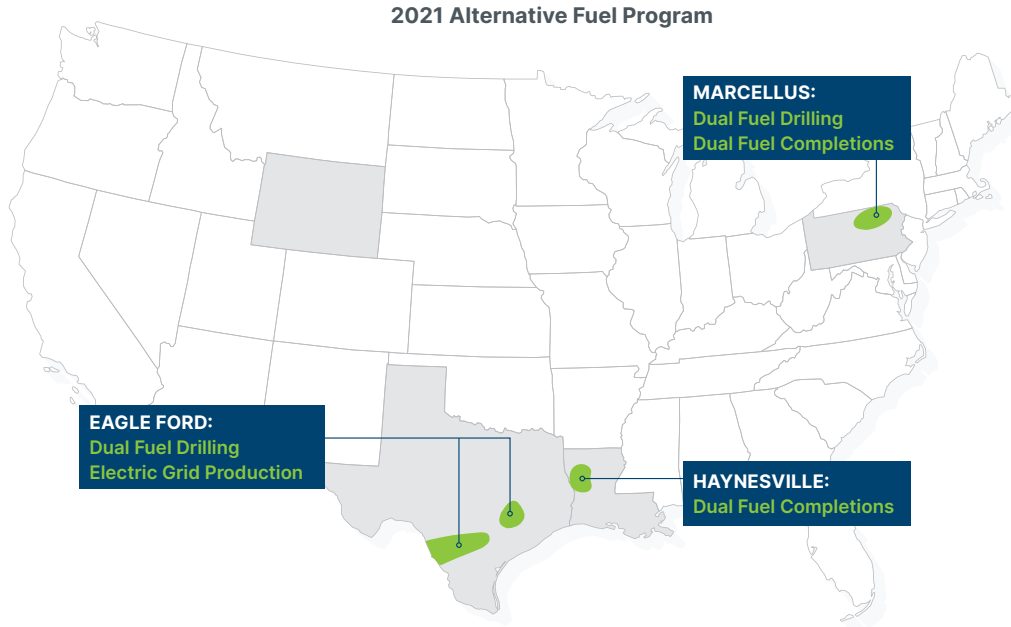 2021 Alternative Fuel Program
MARCELLUS:
Dual Fuel Drilling
Dual Fuel Completions
EAGLE FORD:
Dual Fuel Drilling
Electric Grid Production
HAYNESVILLE:
Dual Fuel Completions